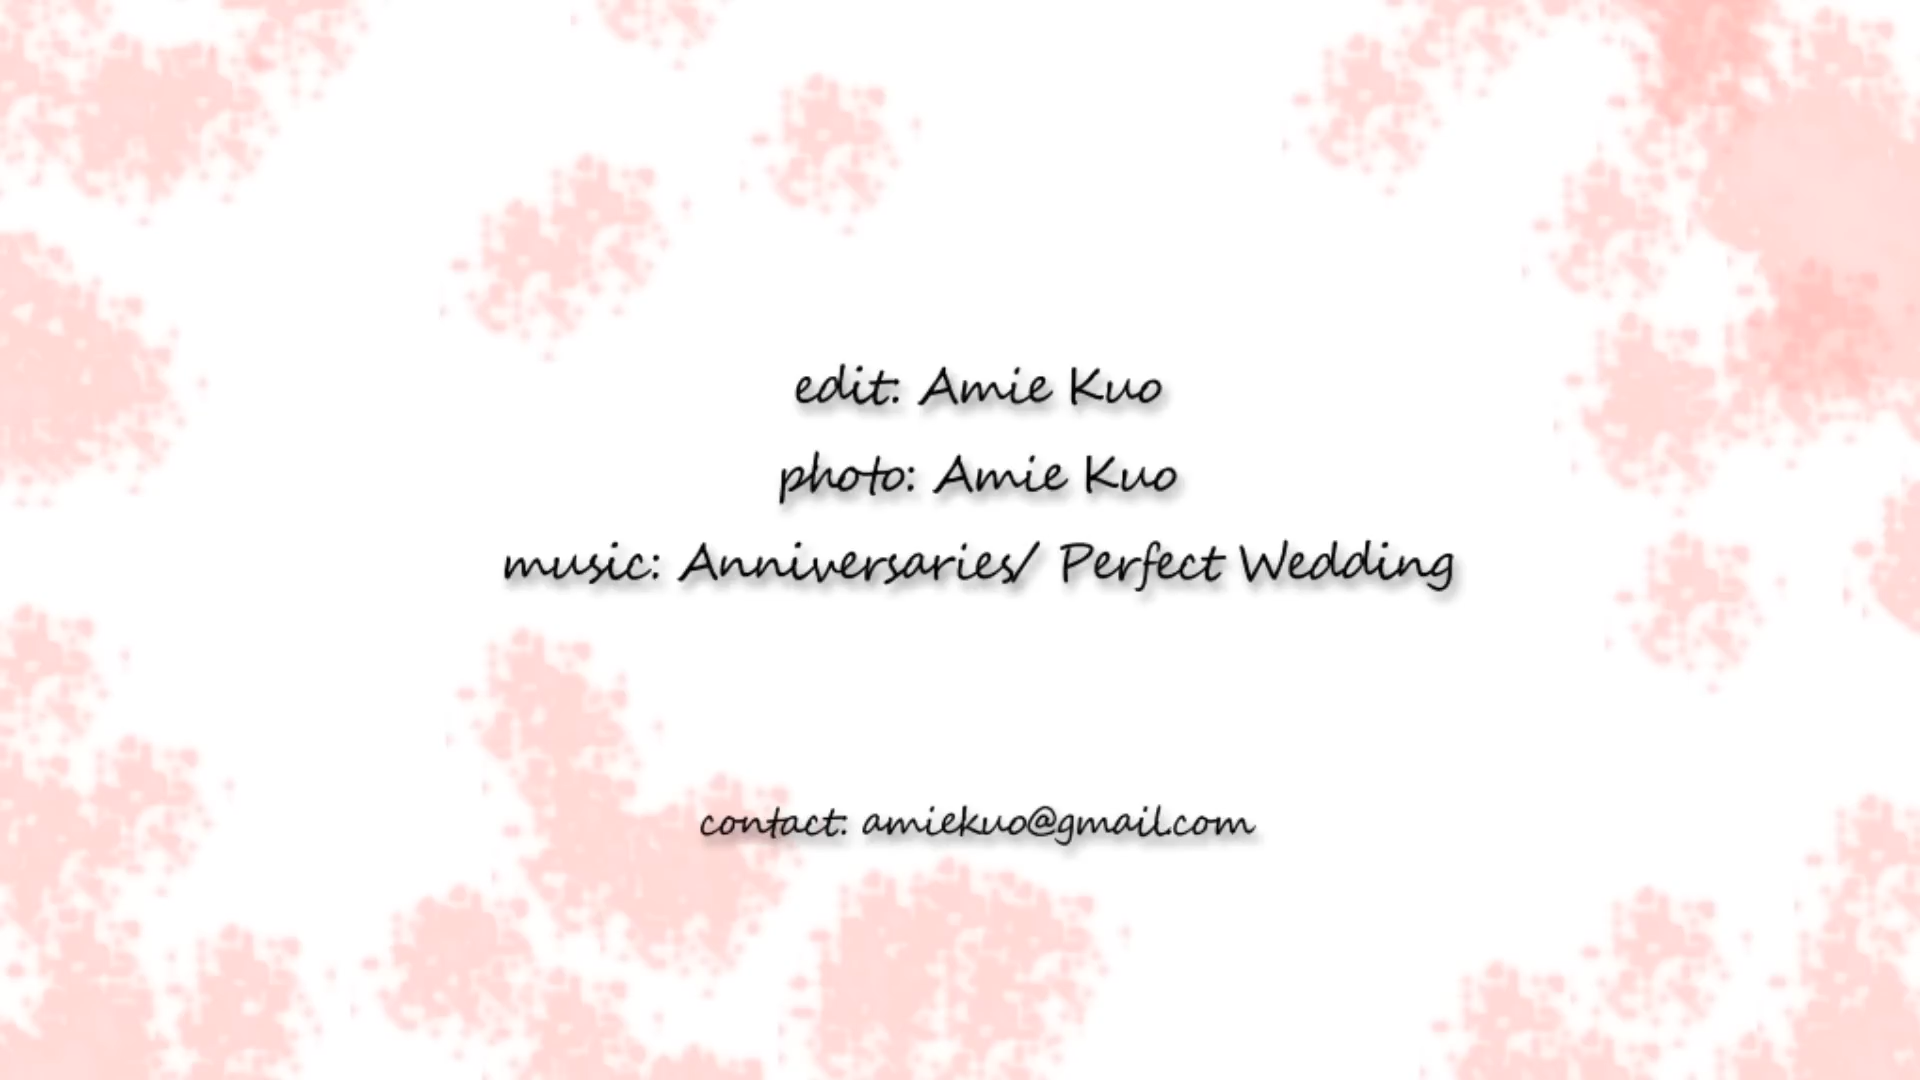 edit: Amie Kuo
photo: Amie Kuo
music: Anniversaries/ Perfect Wedding
contact: amiekuo@gmail.com